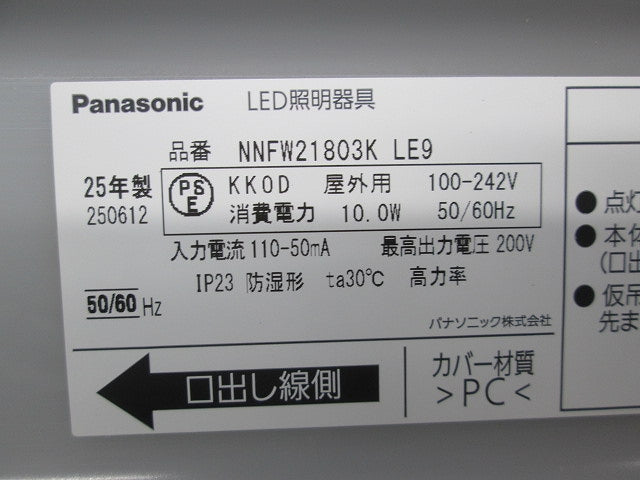 Panasonic LED照明器具
品番 NNFW21803K LE9
25年製
250612
PSE KKOD 屋外用 100-242V
消費電力 10.0W 50/60Hz
入力電流 110-50mA 最高出力電圧 200V
IP23 防湿形 ta30℃ 高力率
50/60 Hz
パナソニック株式会社
口出し線側
カバー材質
>PC<
●点灯
●本体
(口出
●仮吊
先ま